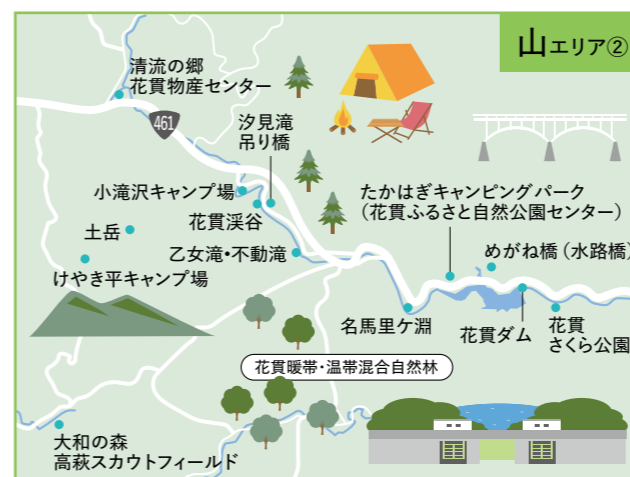 山エリア②
清流の郷
花貫物産センター
461
汐見滝
吊り橋
小滝沢キャンプ場
花貫渓谷
土岳
乙女滝・不動滝
けやき平キャンプ場
たかはぎキャンピングパーク
（花貫ふるさと自然公園センター）
めがね橋（水路橋）
名馬里ケ淵
花貫ダム
花貫
さくら公園
花貫暖帯・温帯混合自然林
大和の森
高萩スカウトフィールド